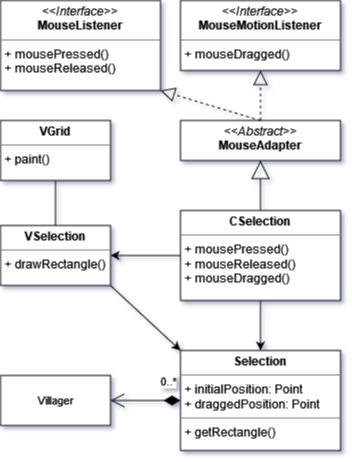 <<Interface>>
MouseListener
+ mousePressed()
+ mouseReleased()
<<Interface>>
MouseMotionListener
+ mouseDragged()
VGrid
+ paint()
<<Abstract>>
MouseAdapter
VSelection
+ drawRectangle()
CSelection
+ mousePressed()
+ mouseReleased()
+ mouseDragged()
Villager
0..*
Selection
+ initialPosition: Point
+ draggedPosition: Point
+ getRectangle()